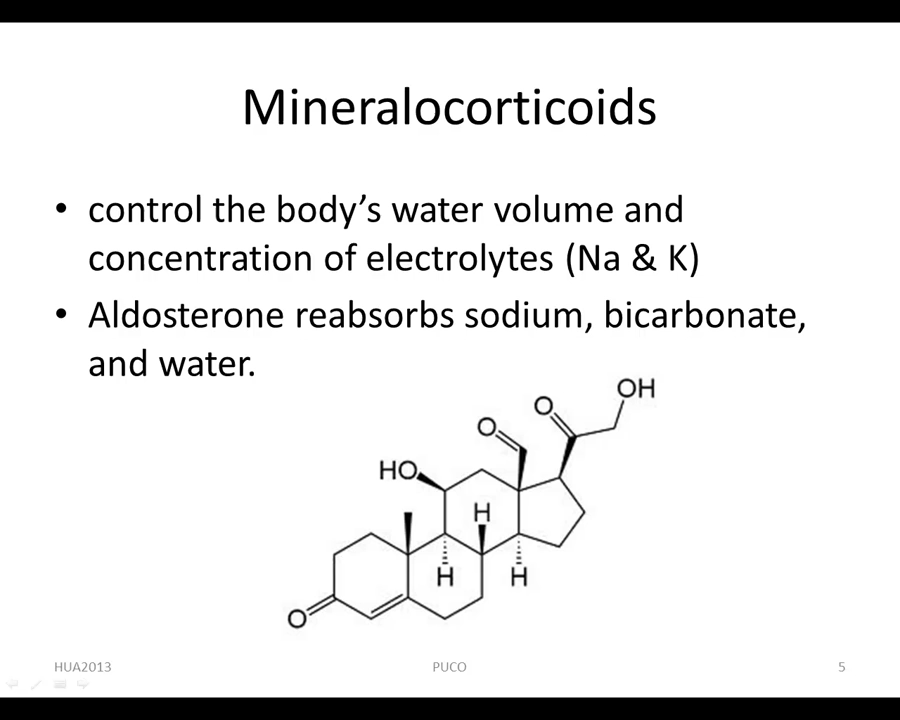 Mineralocorticoids
• control the body’s water volume and
concentration of electrolytes (Na & K)
• Aldosterone reabsorbs sodium, bicarbonate,
and water.
OH
O
O
HO
H
H
H
O
HUA2013
PUCO
5